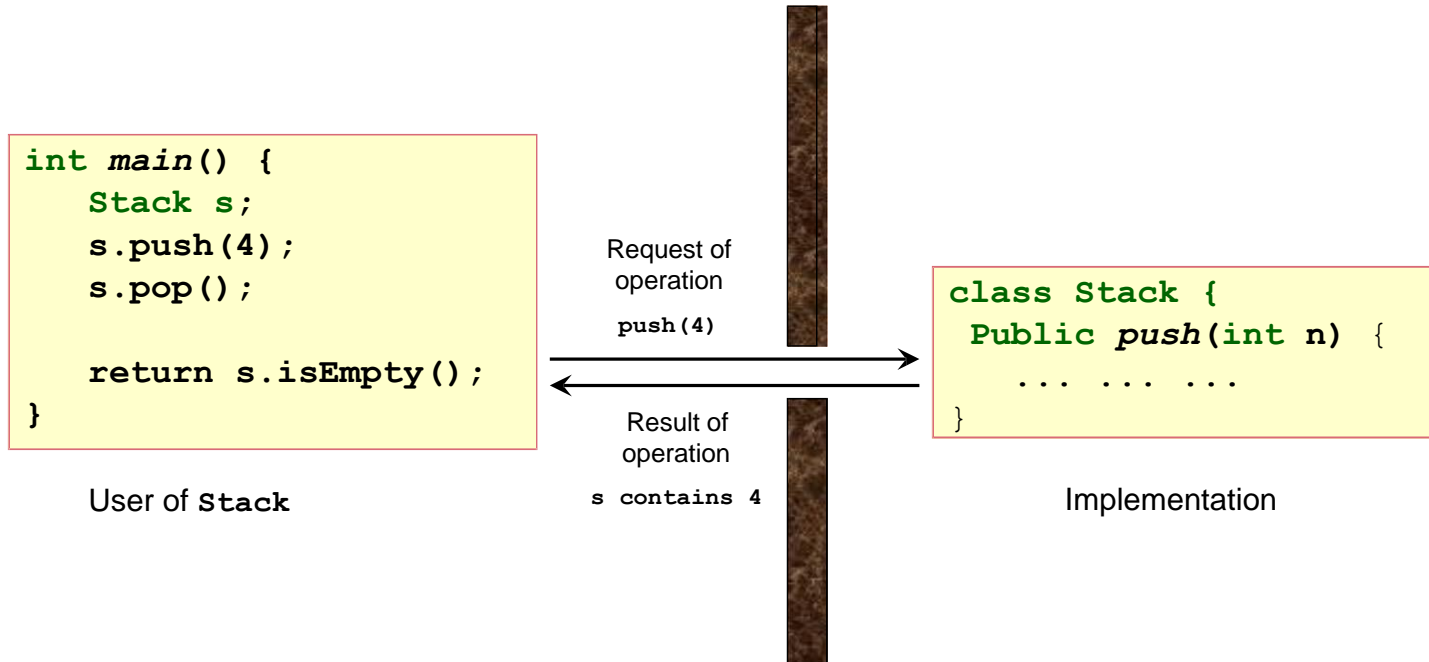 int main() {
Stack s;
s.push(4);
s.pop();
return s.isEmpty();
}
User of Stack
Request of
operation
push(4)
Result of
operation
s contains 4
class Stack {
Public push(int n) {
... ... ...
}
Implementation